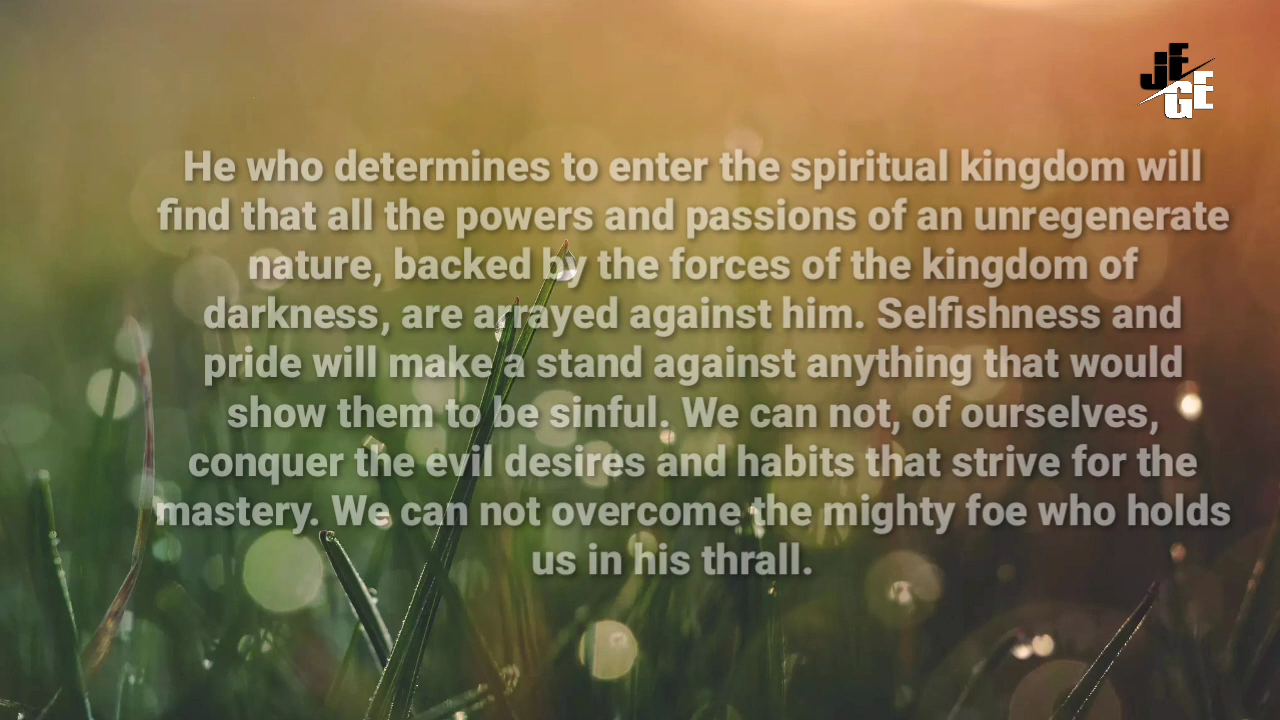 JF
GE
He who determines to enter the spiritual kingdom will
find that all the powers and passions of an unregenerate
nature, backed by the forces of the kingdom of
darkness, are arrayed against him. Selfishness and
pride will make a stand against anything that would
show them to be sinful. We can not, of ourselves,
conquer the evil desires and habits that strive for the
mastery. We can not overcome the mighty foe who holds
us in his thrall.